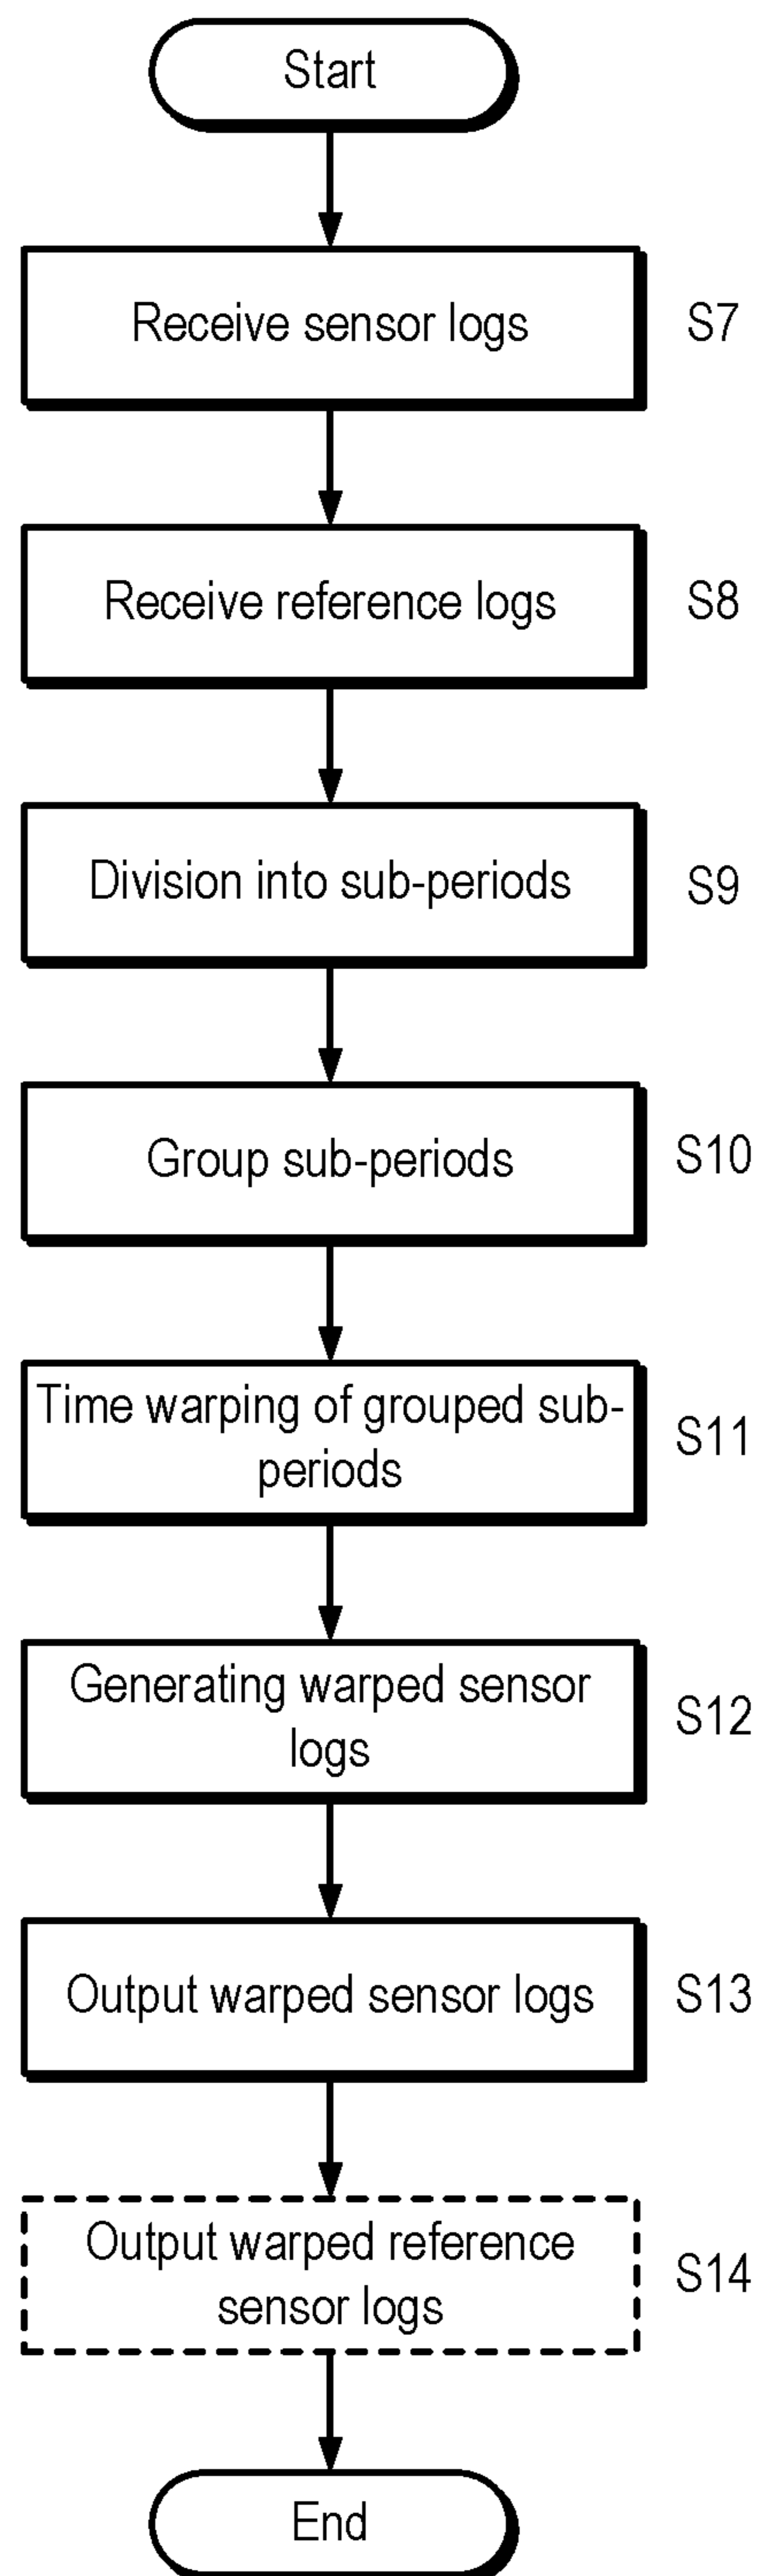 Start
Receive sensor logs
S7
Receive reference logs
S8
Division into sub-periods
S9
Group sub-periods
S10
Time warping of grouped sub-
periods
S11
Generating warped sensor
logs
S12
Output warped sensor logs
S13
Output warped reference
sensor logs
S14
End